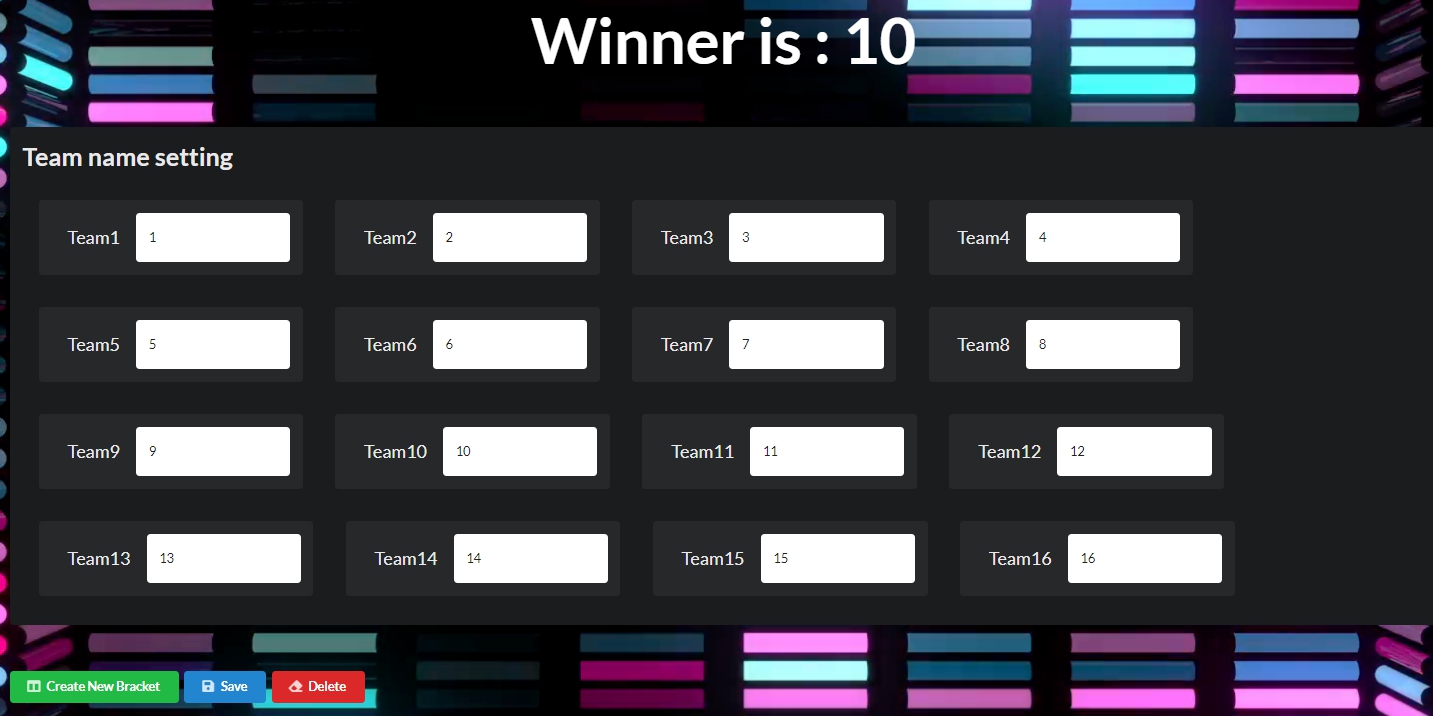 Winner is : 10
Team name setting
Team1 1 Team2 2 Team3 3 Team4 4
Team5 5 Team6 6 Team7 7 Team8 8
Team9 9 Team10 10 Team11 11 Team12 12
Team13 13 Team14 14 Team15 15 Team16 16
Create New Bracket Save Delete